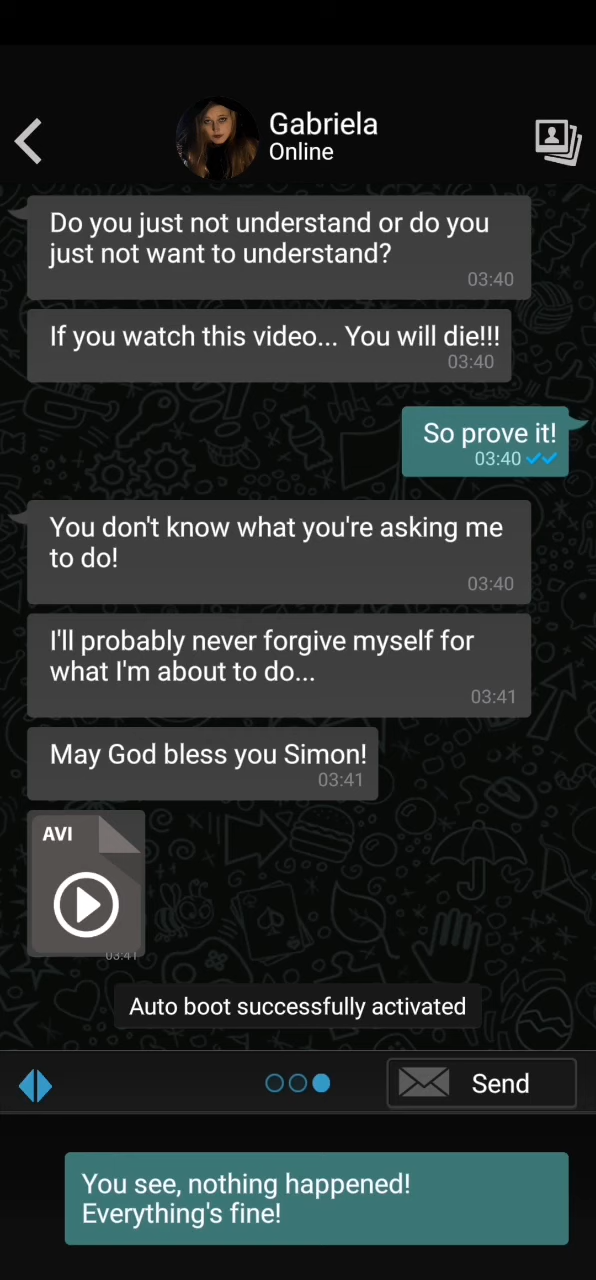 Gabriela
Online
Do you just not understand or do you
just not want to understand?
03:40
If you watch this video... You will die!!!
03:40
So prove it!
03:40
You don't know what you're asking me
to do!
03:40
I'll probably never forgive myself for
what I'm about to do...
03:41
May God bless you Simon!
03:41
AVI
03:41
Auto boot successfully activated
Send
You see, nothing happened!
Everything's fine!